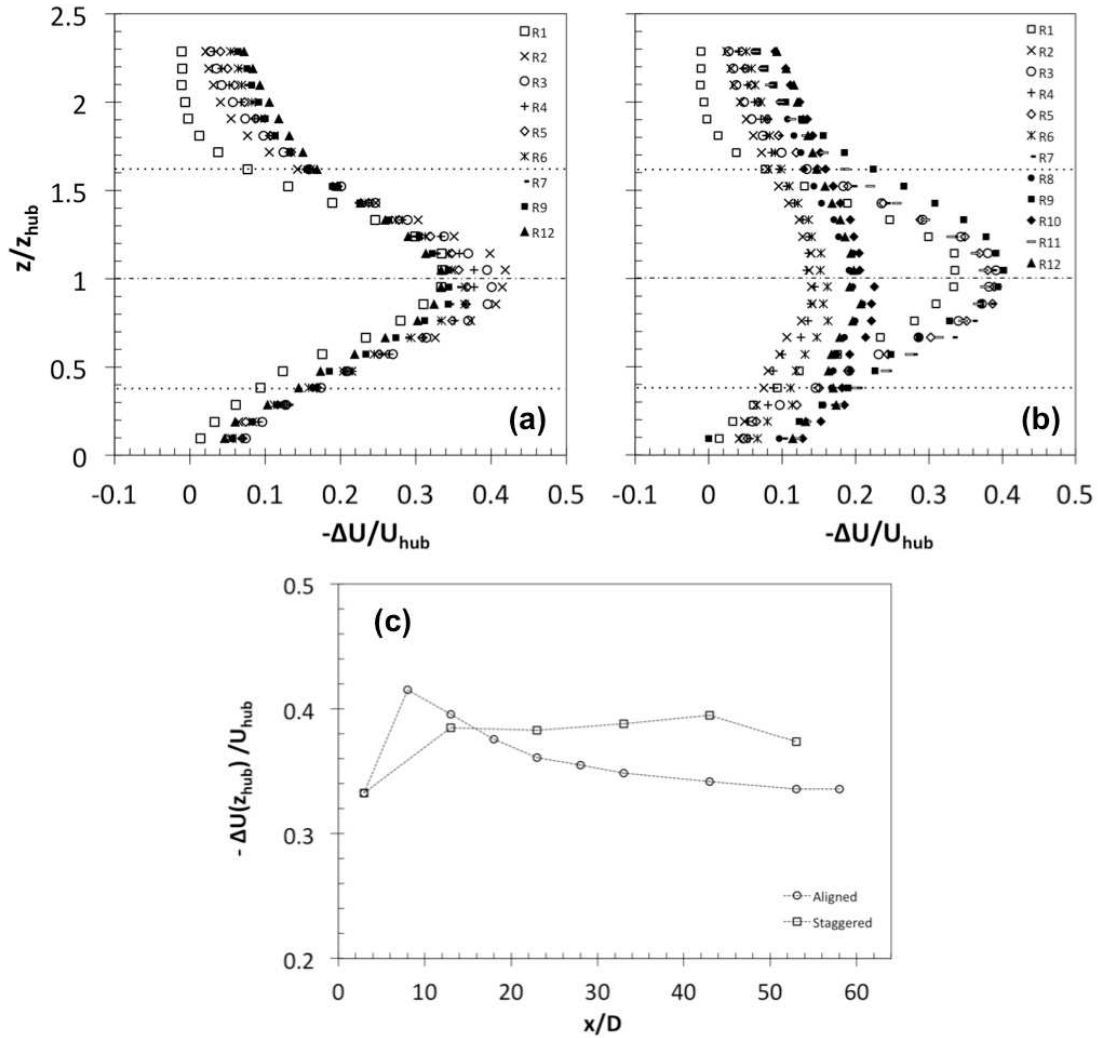 2.5
2
1.5
1
0.5
0
z/z_hub
-0.1 0 0.1 0.2 0.3 0.4 0.5
-ΔU/U_hub
R1
R2
R3
R4
R5
R6
R7
R9
R12
(a)
-0.1 0 0.1 0.2 0.3 0.4 0.5
-ΔU/U_hub
R1
R2
R3
R4
R5
R6
R7
R8
R9
R10
R11
R12
(b)
0.5
0.4
0.3
0.2
- ΔU(z_hub) /U_hub
(c)
Aligned
Staggered
0 10 20 30 40 50 60
x/D